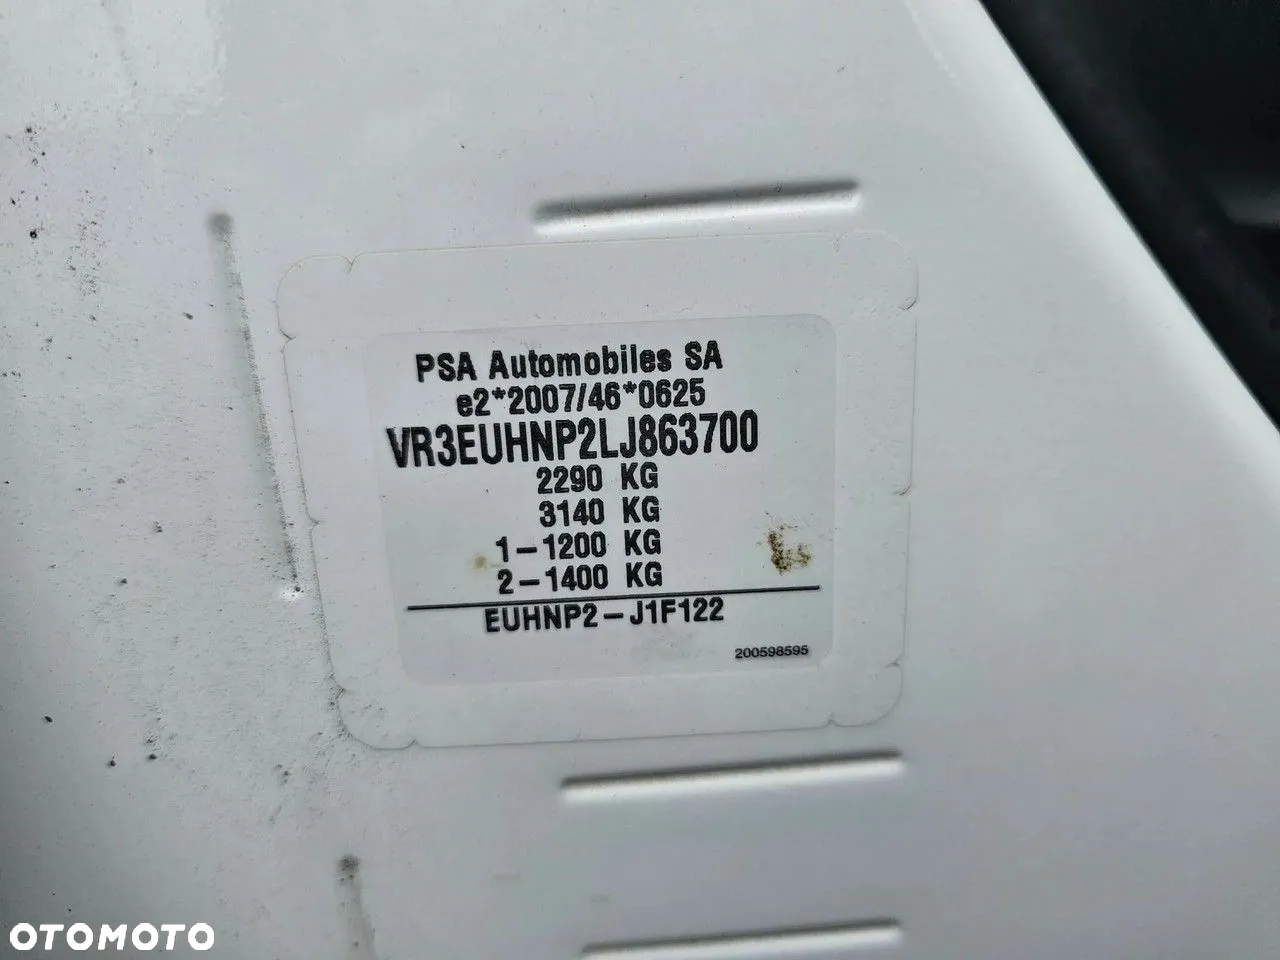 PSA Automobiles SA
e2*2007/46*0625
VR3EUHNP2LJ863700
2290 KG
3140 KG
1-1200 KG
2-1400 KG
EUHNP2-J1F122
200598595
OTOMOTO